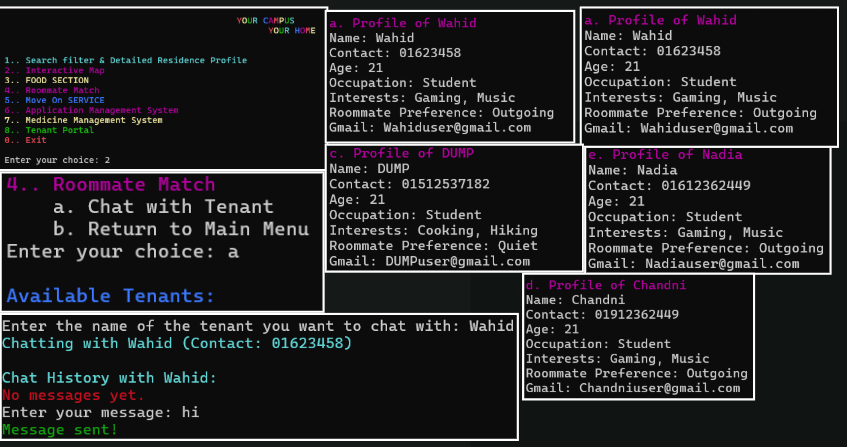 YOUR CAMPUS
YOUR HOME
1.. Search filter & Detailed Residence Profile
2.. Interactive Map
3.. FOOD SECTION
4.. Roommate Match
5.. Move On SERVICE
6.. Application Management System
7.. Medicine Management System
8.. Tenant Portal
0.. Exit
Enter your choice: 2
4.. Roommate Match
a. Chat with Tenant
b. Return to Main Menu
Enter your choice: a
Available Tenants:
Enter the name of the tenant you want to chat with: Wahid
Chatting with Wahid (Contact: 01623458)
Chat History with Wahid:
No messages yet.
Enter your message: hi
Message sent!
a. Profile of Wahid
Name: Wahid
Contact: 01623458
Age: 21
Occupation: Student
Interests: Gaming, Music
Roommate Preference: Outgoing
Gmail: Wahiduser@gmail.com
a. Profile of Wahid
Name: Wahid
Contact: 01623458
Age: 21
Occupation: Student
Interests: Gaming, Music
Roommate Preference: Outgoing
Gmail: Wahiduser@gmail.com
c. Profile of DUMP
Name: DUMP
Contact: 01512537182
Age: 21
Occupation: Student
Interests: Cooking, Hiking
Roommate Preference: Quiet
Gmail: DUMPuser@gmail.com
e. Profile of Nadia
Name: Nadia
Contact: 01612362449
Age: 21
Occupation: Student
Interests: Gaming, Music
Roommate Preference: Outgoing
Gmail: Nadiauser@gmail.com
d. Profile of Chandni
Name: Chandni
Contact: 01912362449
Age: 21
Occupation: Student
Interests: Gaming, Music
Roommate Preference: Outgoing
Gmail: Chandniuser@gmail.com